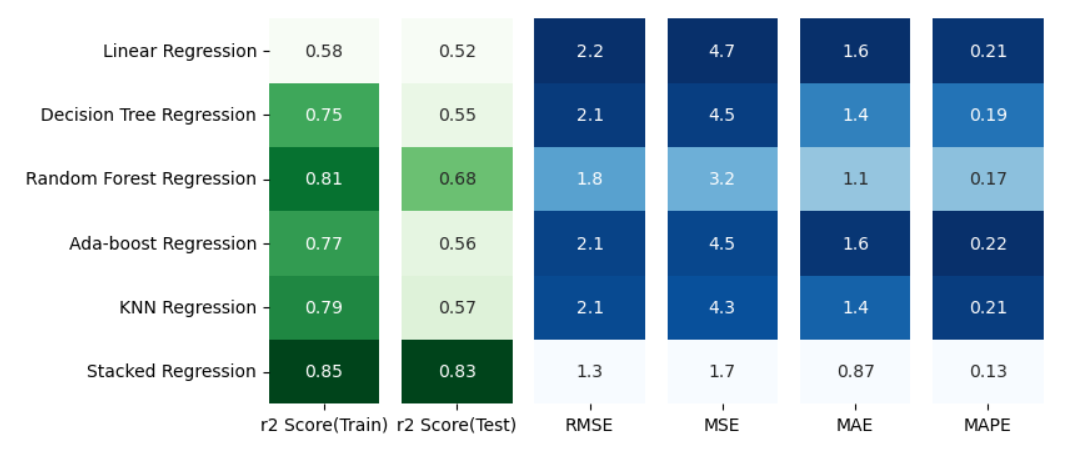 Linear Regression 0.58 0.52 2.2 4.7 1.6 0.21
Decision Tree Regression 0.75 0.55 2.1 4.5 1.4 0.19
Random Forest Regression 0.81 0.68 1.8 3.2 1.1 0.17
Ada-boost Regression 0.77 0.56 2.1 4.5 1.6 0.22
KNN Regression 0.79 0.57 2.1 4.3 1.4 0.21
Stacked Regression 0.85 0.83 1.3 1.7 0.87 0.13
r2 Score(Train) r2 Score(Test) RMSE MSE MAE MAPE